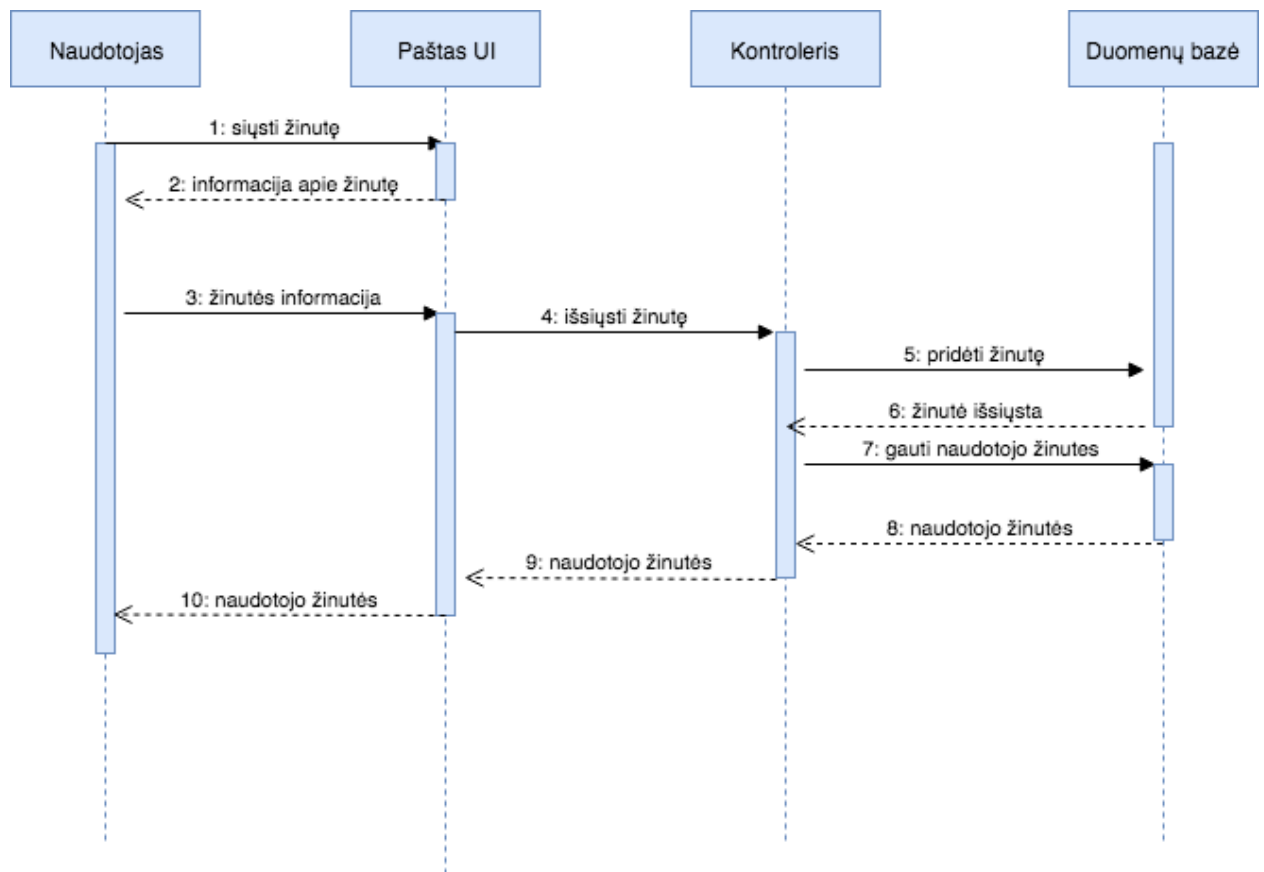 Naudotojas
Paštas UI
Kontroleris
Duomenų bazė
1: siųsti žinutę
2: informacija apie žinutę
3: žinutės informacija
4: išsiųsti žinutę
5: pridėti žinutę
6: žinutė išsiųsta
7: gauti naudotojo žinutes
8: naudotojo žinutės
9: naudotojo žinutės
10: naudotojo žinutės